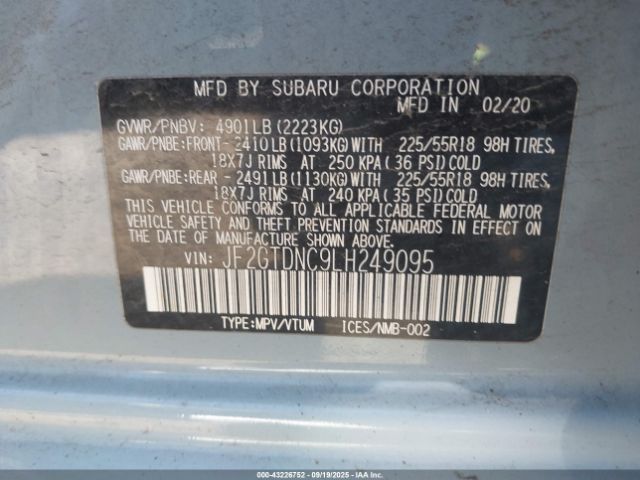 MFD BY SUBARU CORPORATION
MFD IN 02/20
GVWR/PNBV: 4901LB (2223KG)
GAWR/PNBE:FRONT-2410LB(1093KG)WITH 225/55R18 98H TIRES,
18X7J RIMS AT 250 KPA(36 PSI)COLD
GAWR/PNBE:REAR -2491LB(1130KG)WITH 225/55R18 98H TIRES,
18X7J RIMS AT 240 KPA(35 PSI)COLD
THIS VEHICLE CONFORMS TO ALL APPLICABLE FEDERAL MOTOR
VEHICLE SAFETY AND THEFT PREVENTION STANDARDS IN EFFECT
ON THE DATE OF MANUFACTURE SHOWN ABOVE.
VIN: JF2GTDNC9LH249095
TYPE:MPV/VTUM ICES/NMB-002
000-43226752 - 09/19/2025 - IAAI.COM